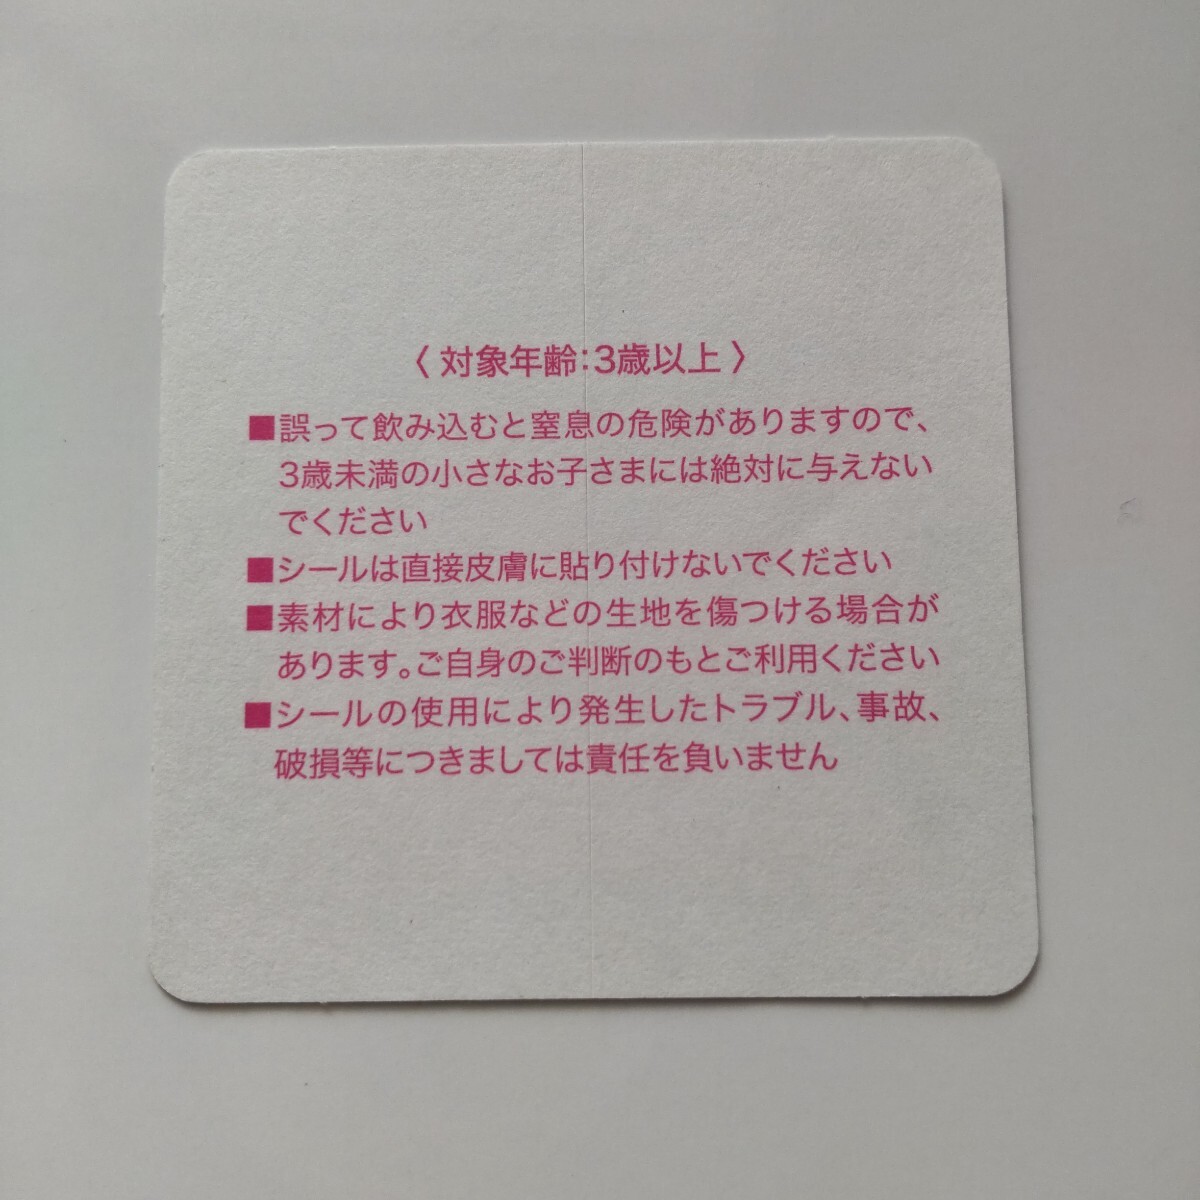 〈 対象年齢:3歳以上 〉
■誤って飲み込むと窒息の危険がありますので、
3歳未満の小さなお子さまには絶対に与えない
でください
■シールは直接皮膚に貼り付けないでください
■素材により衣服などの生地を傷つける場合が
あります。ご自身のご判断のもとご利用ください
■シールの使用により発生したトラブル、事故、
破損等につきましては責任を負いません